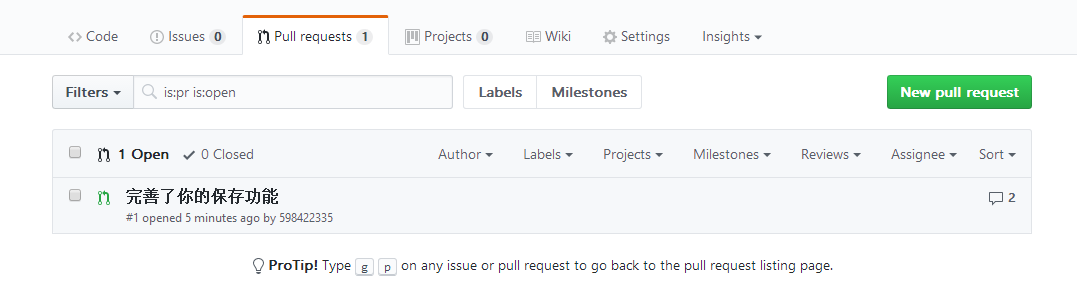 Code Issues 0 Pull requests 1 Projects 0 Wiki Settings Insights
Filters is:pr is:open Labels Milestones New pull request
1 Open 0 Closed Author Labels Projects Milestones Reviews Assignee Sort
完善了你的保存功能 2
#1 opened 5 minutes ago by 598422335
ProTip! Type g p on any issue or pull request to go back to the pull request listing page.